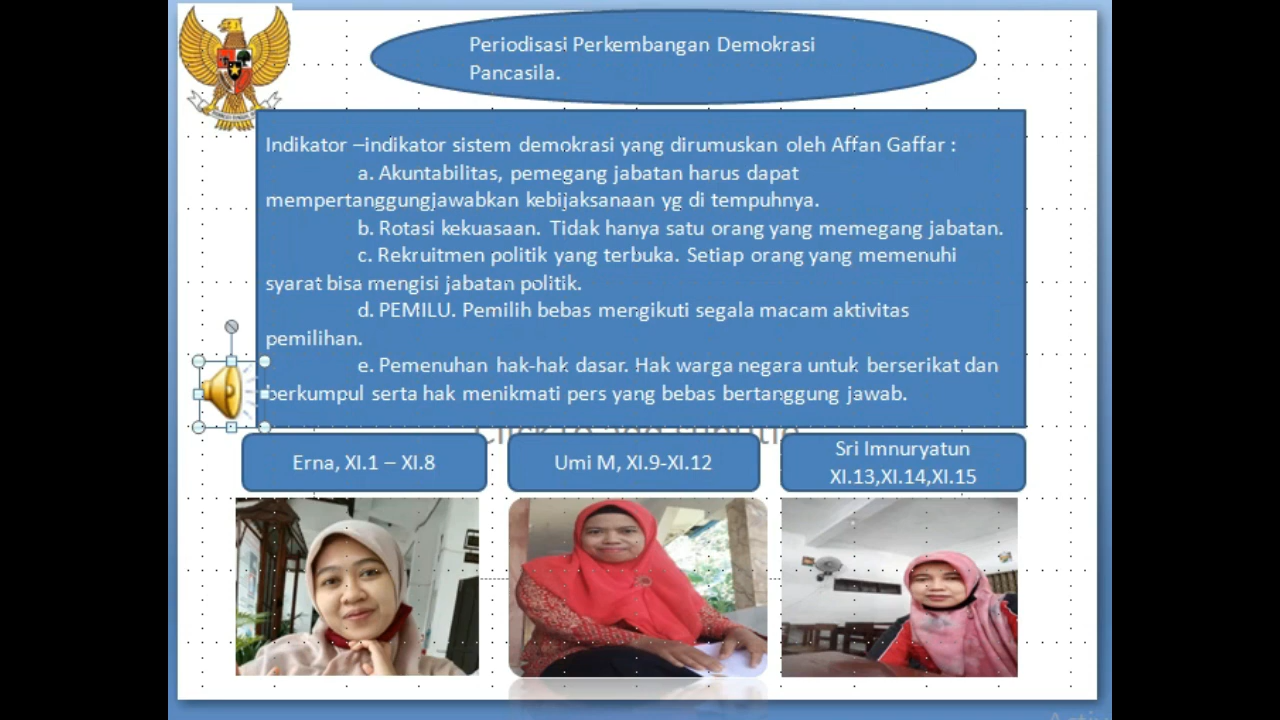 Periodisasi Perkembangan Demokrasi
Pancasila.
Indikator –indikator sistem demokrasi yang dirumuskan oleh Affan Gaffar :
a. Akuntabilitas, pemegang jabatan harus dapat
mempertanggungjawabkan kebijaksanaan yg di tempuhnya.
b. Rotasi kekuasaan. Tidak hanya satu orang yang memegang jabatan.
c. Rekruitmen politik yang terbuka. Setiap orang yang memenuhi
syarat bisa mengisi jabatan politik.
d. PEMILU. Pemilih bebas mengikuti segala macam aktivitas
pemilihan.
e. Pemenuhan hak-hak dasar. Hak warga negara untuk berserikat dan
berkumpul serta hak menikmati pers yang bebas bertanggung jawab.
Click to add subtitle
Erna, XI.1 – XI.8
Umi M, XI.9-XI.12
Sri Imnuryatun
XI.13,XI.14,XI.15